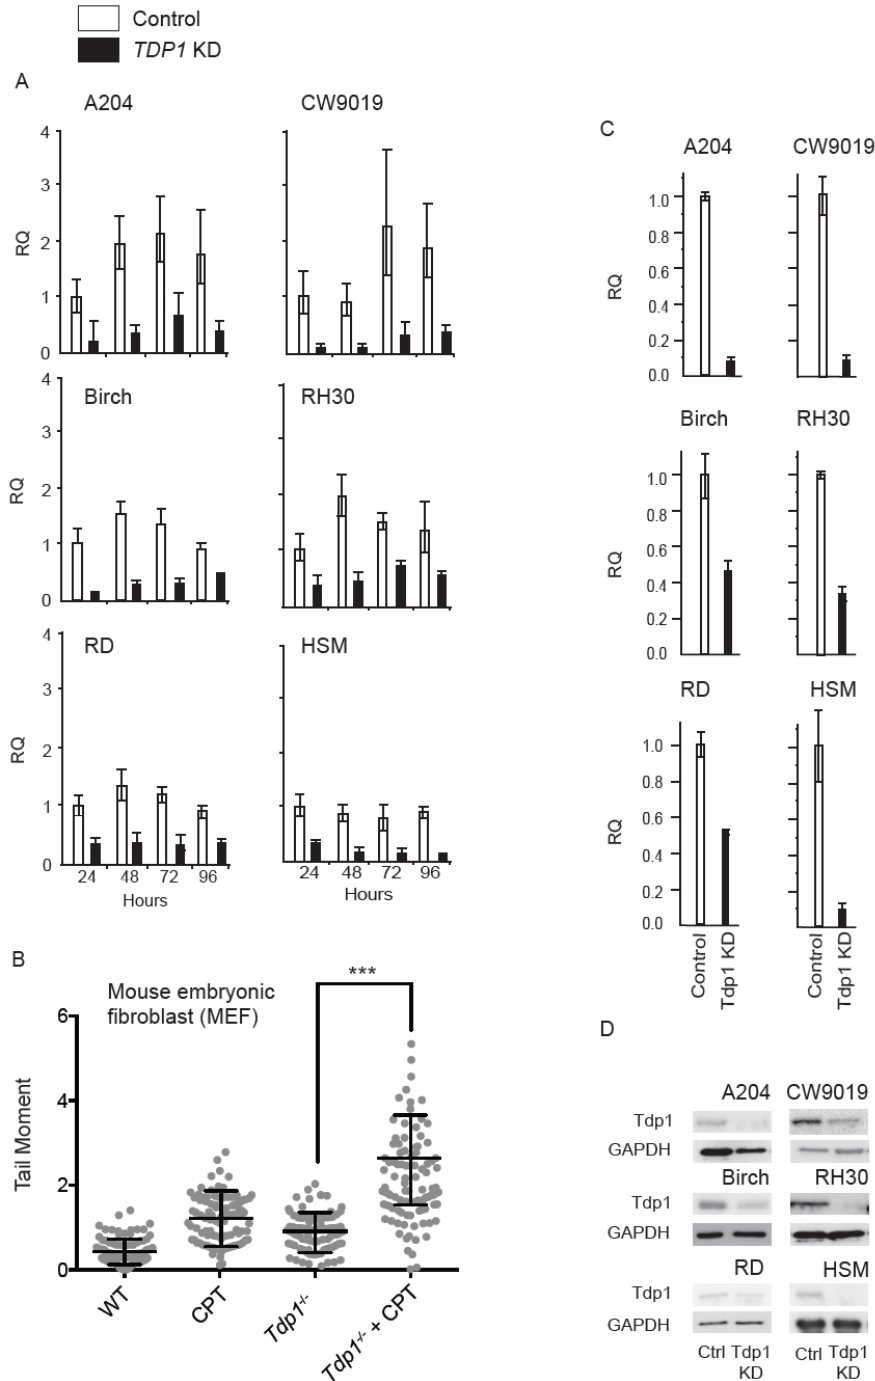 Control
TDP1 KD
A
A204
CW9019
4
3
2
1
0
RQ
Birch
RH30
4
3
2
1
0
RQ
RD
HSM
4
3
2
1
0
RQ
24 48 72 96
24 48 72 96
Hours
Hours
B
Mouse embryonic
fibroblast (MEF)
***
6
4
2
0
Tail Moment
WT
CPT
Tdp1-/-
Tdp1-/- + CPT
C
A204
CW9019
1.0
0.8
0.6
0.4
0.2
0.0
RQ
Birch
RH30
1.0
0.8
0.6
0.4
0.2
0.0
RQ
RD
HSM
1.0
0.8
0.6
0.4
0.2
0.0
RQ
Control
Tdp1 KD
Control
Tdp1 KD
D
A204 CW9019
Tdp1
GAPDH
Birch RH30
Tdp1
GAPDH
RD HSM
Tdp1
GAPDH
Ctrl Tdp1 Ctrl Tdp1
KD KD